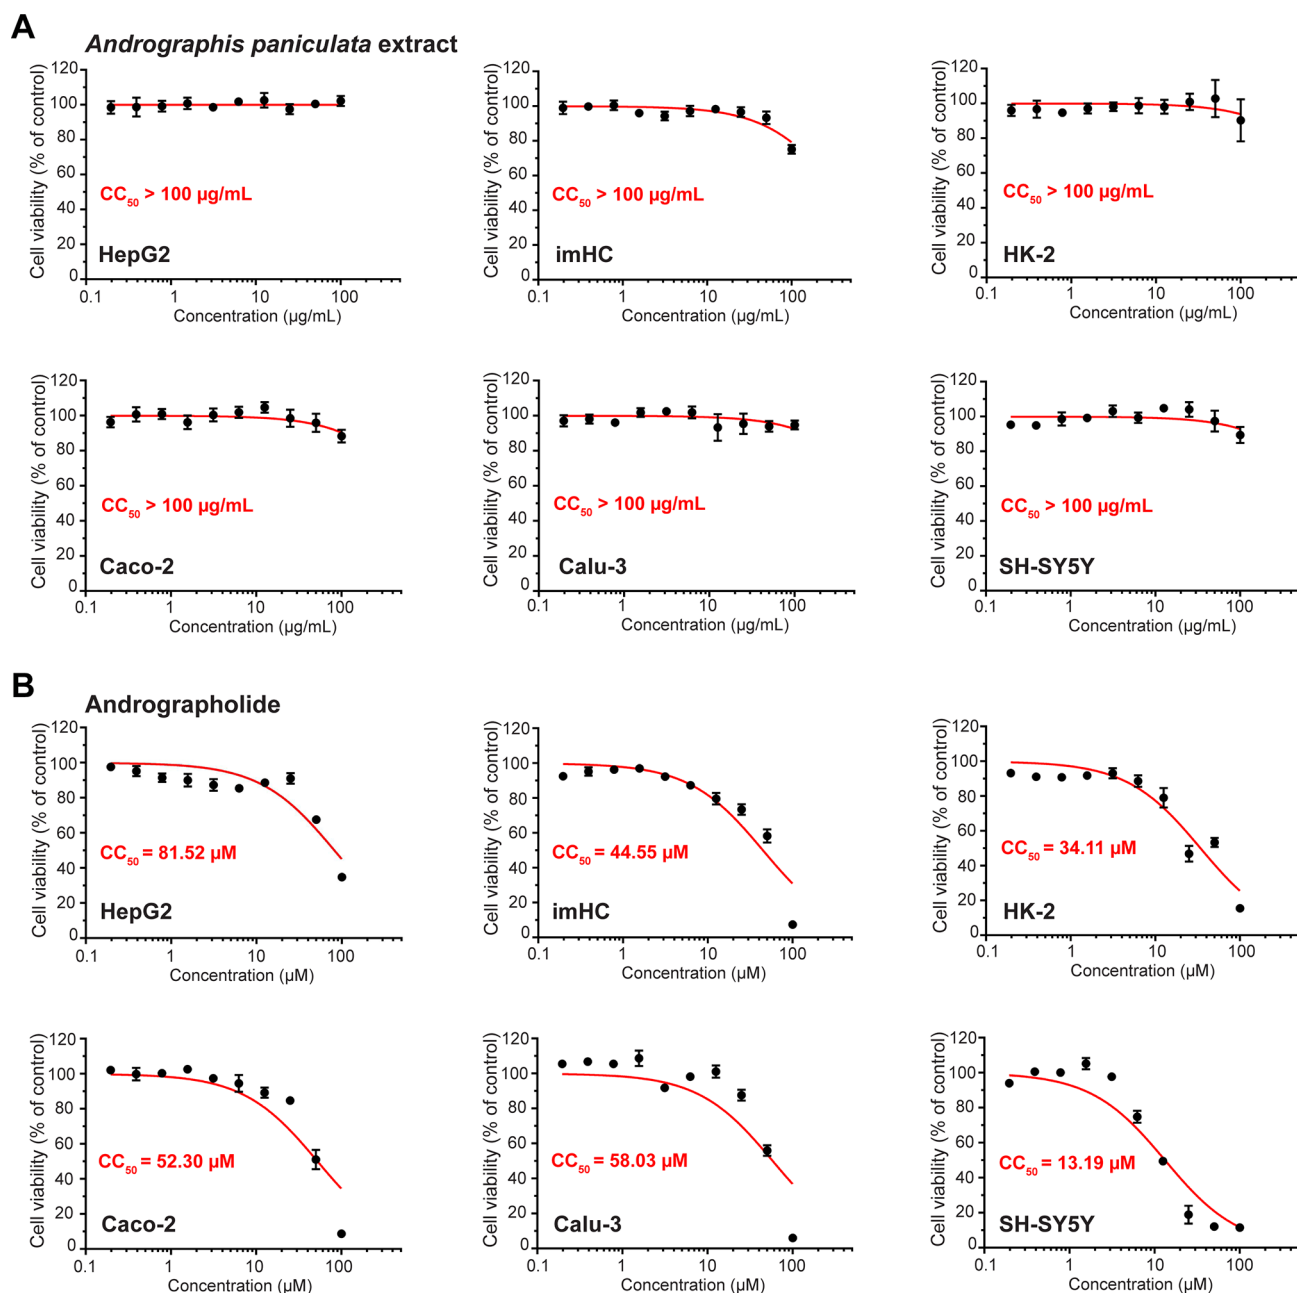 A
Andrographis paniculata extract
Cell viability (% of control)
120
100
80
60
40
20
0
CC50 > 100 µg/mL
HepG2
0.1
1
10
100
Concentration (µg/mL)
Cell viability (% of control)
120
100
80
60
40
20
0
CC50 > 100 µg/mL
imHC
0.1
1
10
100
Concentration (µg/mL)
Cell viability (% of control)
120
100
80
60
40
20
0
CC50 > 100 µg/mL
HK-2
0.1
1
10
100
Concentration (µg/mL)
Cell viability (% of control)
120
100
80
60
40
20
0
CC50 > 100 µg/mL
Caco-2
0.1
1
10
100
Concentration (µg/mL)
Cell viability (% of control)
120
100
80
60
40
20
0
CC50 > 100 µg/mL
Calu-3
0.1
1
10
100
Concentration (µg/mL)
Cell viability (% of control)
120
100
80
60
40
20
0
CC50 > 100 µg/mL
SH-SY5Y
0.1
1
10
100
Concentration (µg/mL)
B
Andrographolide
Cell viability (% of control)
120
100
80
60
40
20
0
CC50 = 81.52 µM
HepG2
0.1
1
10
100
Concentration (µM)
Cell viability (% of control)
120
100
80
60
40
20
0
CC50 = 44.55 µM
imHC
0.1
1
10
100
Concentration (µM)
Cell viability (% of control)
120
100
80
60
40
20
0
CC50 = 34.11 µM
HK-2
0.1
1
10
100
Concentration (µM)
Cell viability (% of control)
120
100
80
60
40
20
0
CC50 = 52.30 µM
Caco-2
0.1
1
10
100
Concentration (µM)
Cell viability (% of control)
120
100
80
60
40
20
0
CC50 = 58.03 µM
Calu-3
0.1
1
10
100
Concentration (µM)
Cell viability (% of control)
120
100
80
60
40
20
0
CC50 = 13.19 µM
SH-SY5Y
0.1
1
10
100
Concentration (µM)